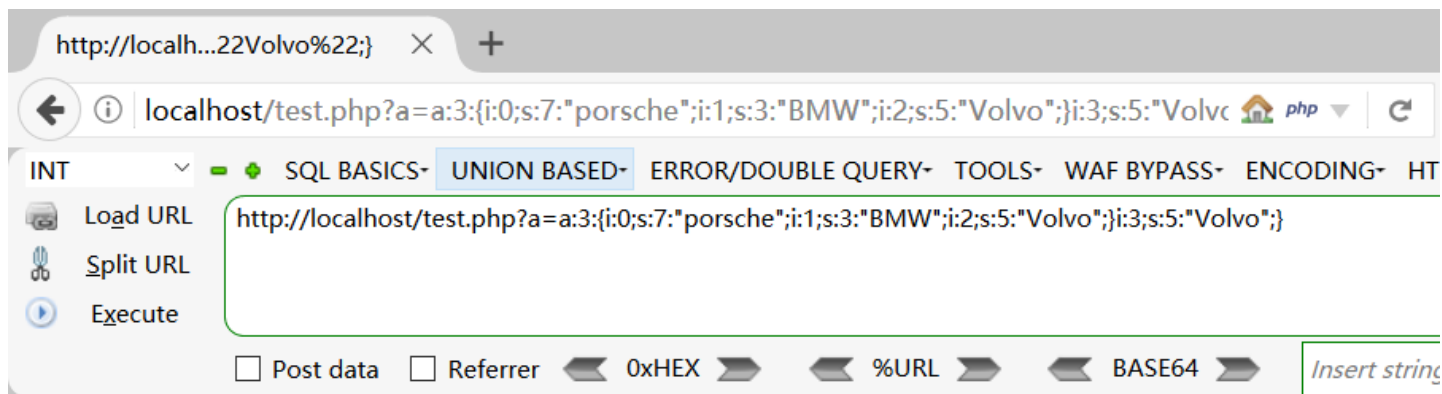 http://localh...22Volvo%22;}
localhost/test.php?a=a:3:{i:0;s:7:"porsche";i:1;s:3:"BMW";i:2;s:5:"Volvo";}i:3;s:5:"Volvo php
INT SQL BASICS UNION BASED ERROR/DOUBLE QUERY TOOLS WAF BYPASS ENCODING HT
Load URL http://localhost/test.php?a=a:3:{i:0;s:7:"porsche";i:1;s:3:"BMW";i:2;s:5:"Volvo";}i:3;s:5:"Volvo";}
Split URL
Execute
Post data Referrer 0xHEX %URL BASE64 Insert string